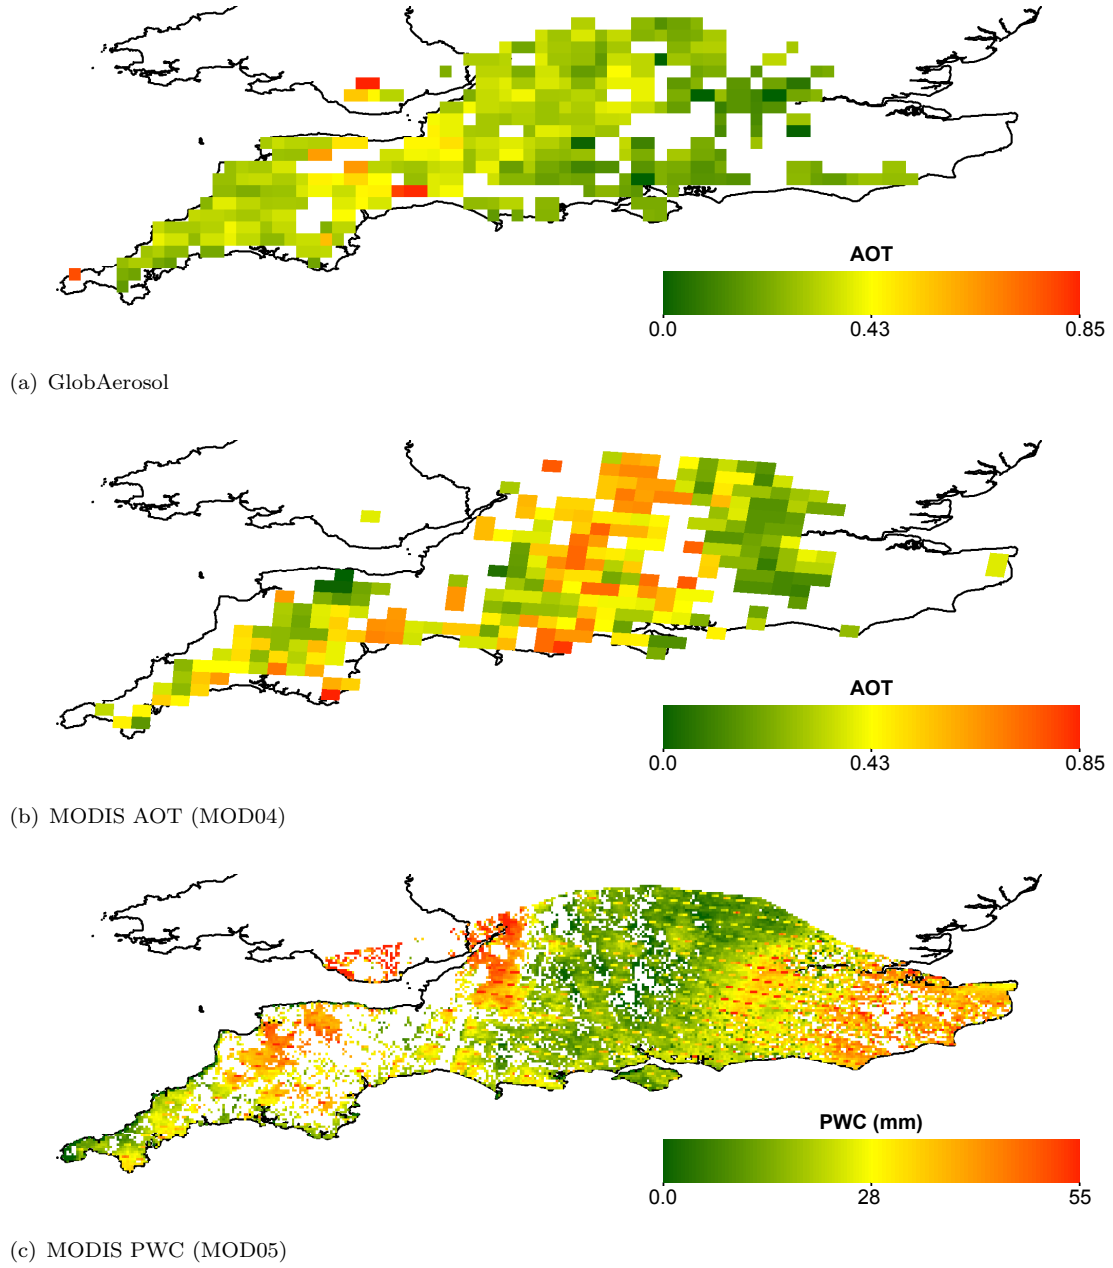 AOT
0.0 0.43 0.85
(a) GlobAerosol
AOT
0.0 0.43 0.85
(b) MODIS AOT (MOD04)
PWC (mm)
0.0 28 55
(c) MODIS PWC (MOD05)